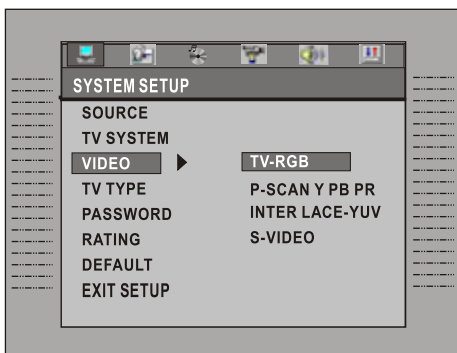 SYSTEM SETUP
SOURCE
TV SYSTEM
VIDEO
TV TYPE
PASSWORD
RATING
DEFAULT
EXIT SETUP
TV-RGB
P-SCAN Y PB PR
INTER LACE-YUV
S-VIDEO